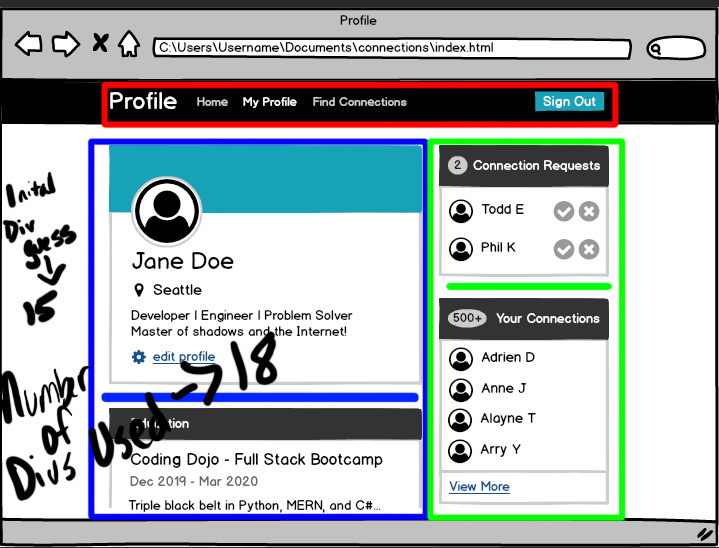 Profile
C:\Users\Username\Documents\connections\index.html
Profile Home My Profile Find Connections Sign Out
Inital
Div
guess
15
Number
of
Divs Used -> 18
Jane Doe
Seattle
Developer | Engineer | Problem Solver
Master of shadows and the Internet!
edit profile
Education
Coding Dojo - Full Stack Bootcamp
Dec 2019 - Mar 2020
Triple black belt in Python, MERN, and C#...
2 Connection Requests
Todd E
Phil K
500+ Your Connections
Adrien D
Anne J
Alayne T
Arry Y
View More